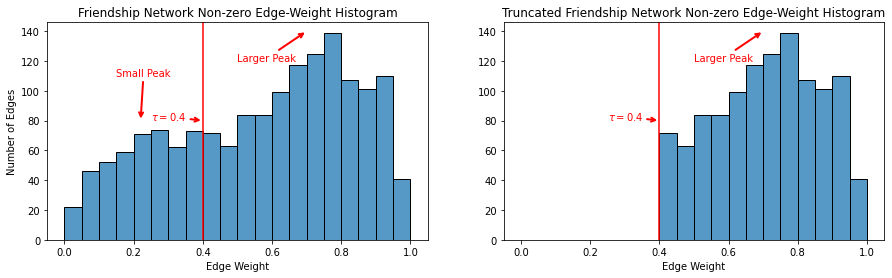 Friendship Network Non-zero Edge-Weight Histogram
Number of Edges
140
120
100
80
60
40
20
0
Larger Peak
Small Peak
τ = 0.4
0.0 0.2 0.4 0.6 0.8 1.0
Edge Weight
Truncated Friendship Network Non-zero Edge-Weight Histogram
140
120
100
80
60
40
20
0
Larger Peak
τ = 0.4
0.0 0.2 0.4 0.6 0.8 1.0
Edge Weight